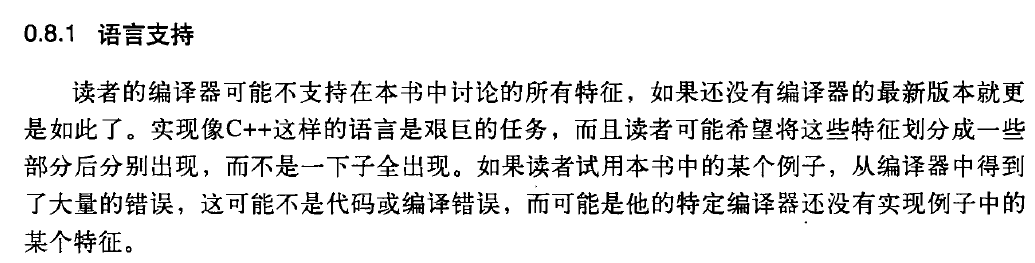 0.8.1 语言支持
读者的编译器可能不支持在本书中讨论的所有特征，如果还没有编译器的最新版本就更
是如此了。实现像C++这样的语言是艰巨的任务，而且读者可能希望将这些特征划分成一些
部分后分别出现，而不是一下子全出现。如果读者试用本书中的某个例子，从编译器中得到
了大量的错误，这可能不是代码或编译错误，而可能是他的特定编译器还没有实现例子中的
某个特征。